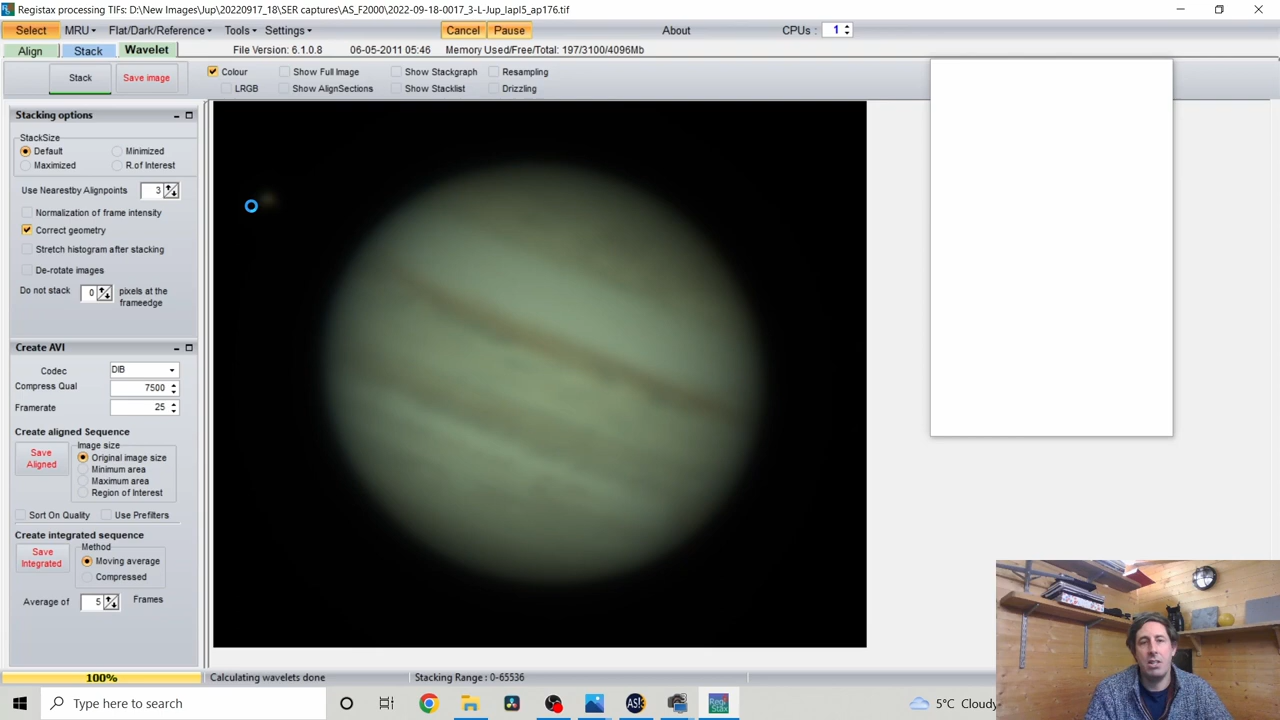 Registax processing TIFs: D:\New Images\Jup\20220917_18\SER captures\AS_F2000\2022-09-18-0017_3-L-Jup_lapl5_ap176.tif
Select MRU Flat/Dark/Reference Tools Settings Cancel Pause About CPUs : 1
Align Stack Wavelet File Version: 6.1.0.8 06-05-2011 05:46 Memory Used/Free/Total: 197/3100/4096Mb
Stack Save image Colour Show Full Image Show Stackgraph Resampling
LRGB Show AlignSections Show Stacklist Drizzling
Stacking options
StackSize
Default Minimized
Maximized R.of Interest
Use Nearestby Alignpoints 3
Normalization of frame intensity
Correct geometry
Stretch histogram after stacking
De-rotate images
Do not stack 0 pixels at the
frameedge
Create AVI
Codec DIB
Compress Qual 7500
Framerate 25
Create aligned Sequence
Save
Aligned
Image size
Original image size
Minimum area
Maximum area
Region of Interest
Sort On Quality Use Prefilters
Create integrated sequence
Save
Integrated
Method
Moving average
Compressed
Average of 5 Frames
100% Calculating wavelets done Stacking Range : 0-65536
Type here to search AS!3 REGI STAX 5°C Cloudy